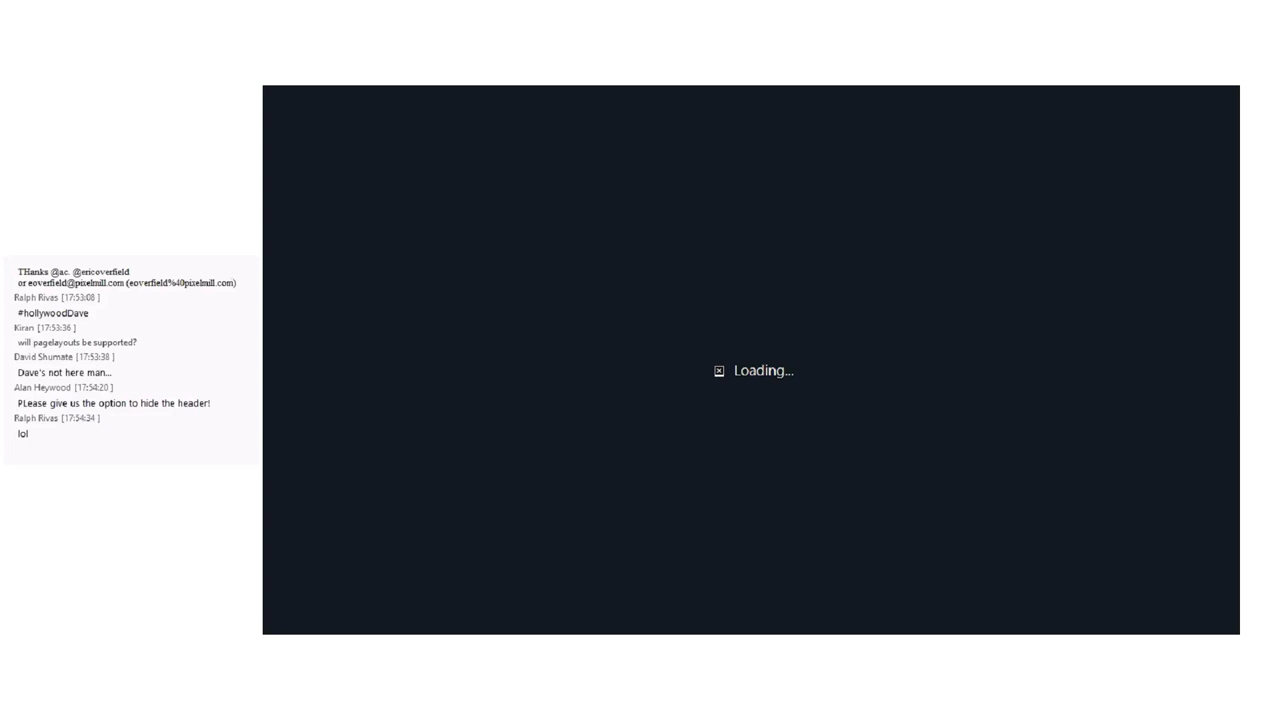 THanks @ac. @ericoverfield
or eoverfield@pixelmill.com (eoverfield%40pixelmill.com)
Ralph Rivas [17:53:08 ]
#hollywoodDave
Kiran [17:53:36 ]
will pagelayouts be supported?
David Shumate [17:53:38 ]
Dave's not here man...
Alan Heywood [17:54:20 ]
PLease give us the option to hide the header!
Ralph Rivas [17:54:34 ]
lol
Loading...